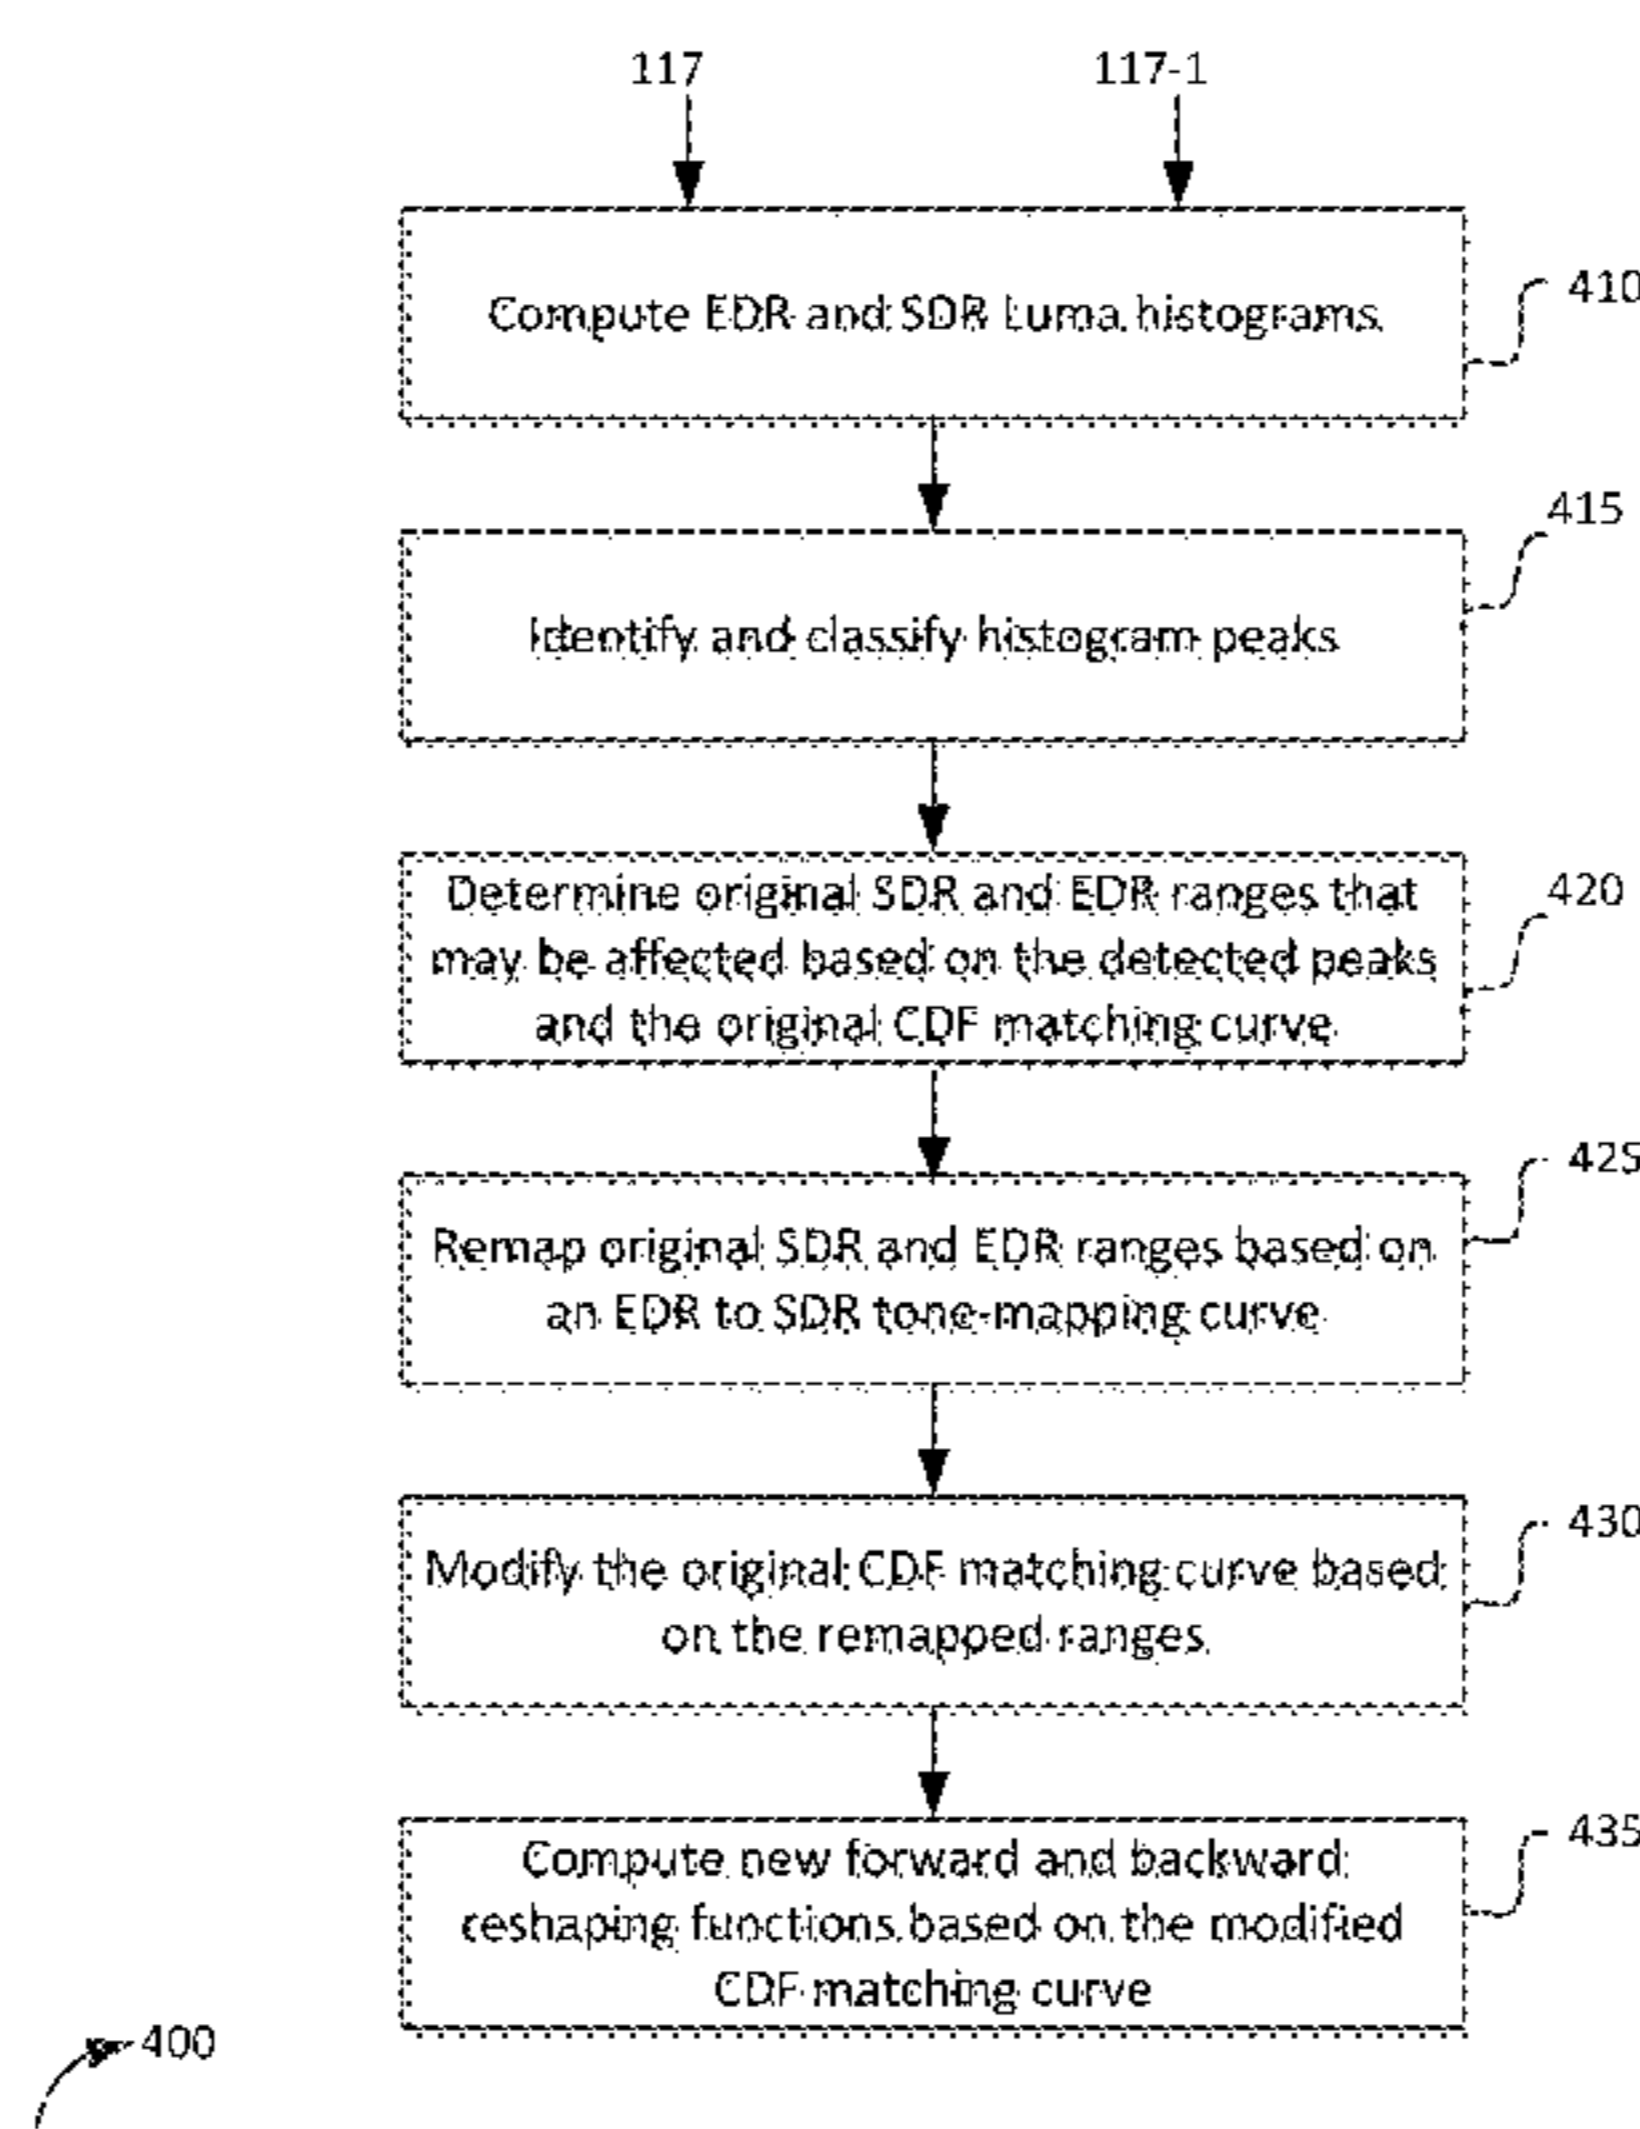 117
117-1
Compute EDR and SDR Luma histograms
410
Identify and classify histogram peaks
415
Determine original SDR and EDR ranges that
may be affected based on the detected peaks
and the original CDF matching curve
420
Remap original SDR and EDR ranges based on
an EDR to SDR tone-mapping curve
425
Modify the original CDF matching curve based
on the remapped ranges
430
Compute new forward and backward
reshaping functions based on the modified
CDF matching curve
435
400